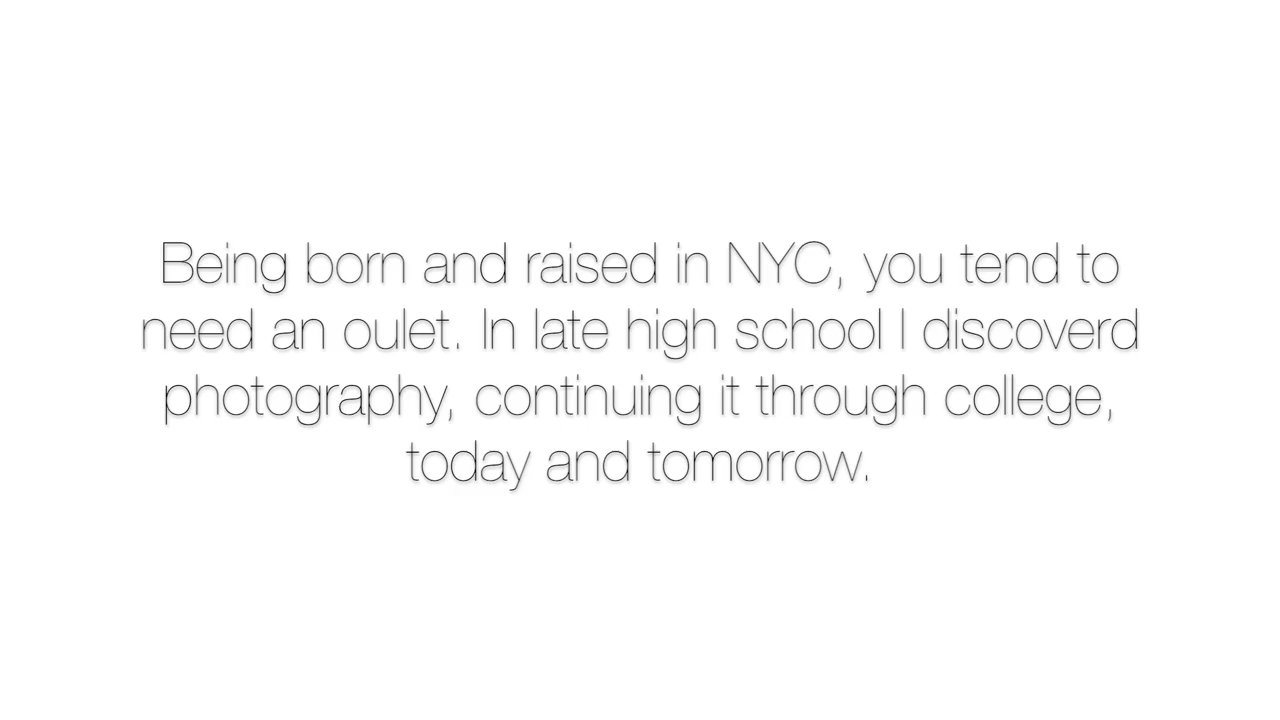 Being born and raised in NYC, you tend to
need an oulet. In late high school I discoverd
photography, continuing it through college,
today and tomorrow.